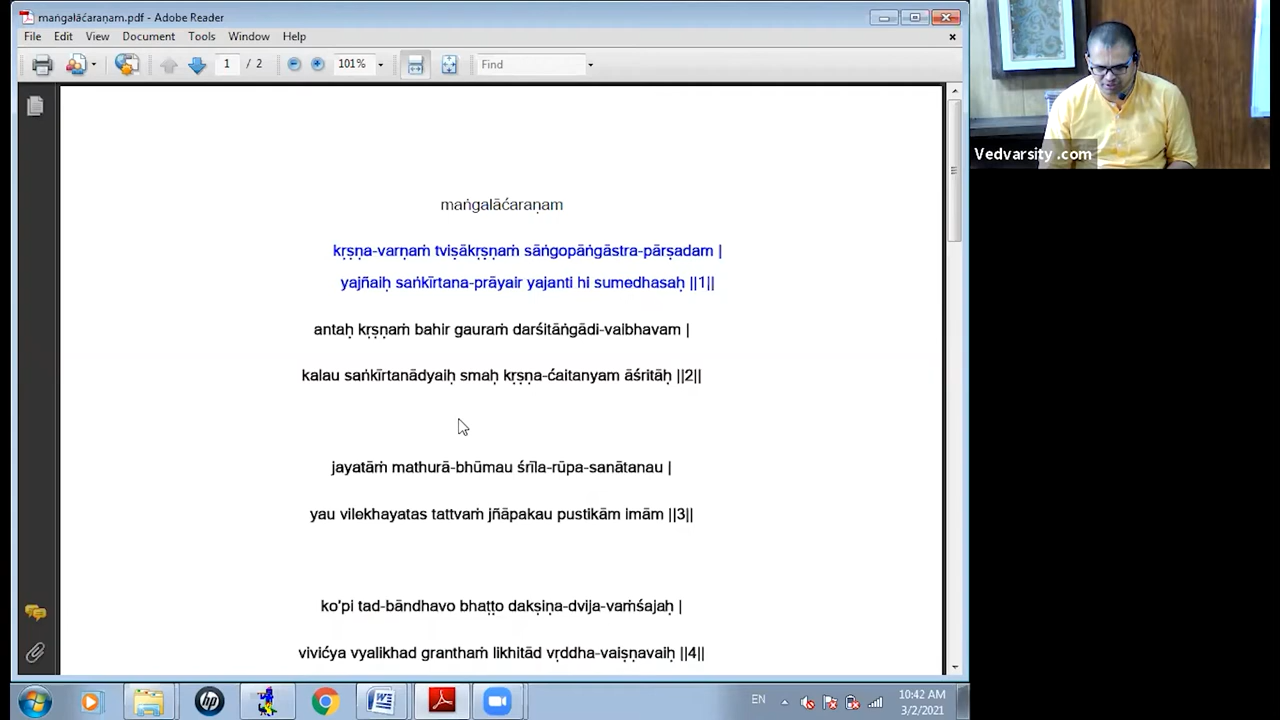 maṅgalāćaraṇam.pdf - Adobe Reader
File Edit View Document Tools Window Help
1 / 2 101% Find
maṅgalāćaraṇam
kṛṣṇa-varṇaṁ tviṣākṛṣṇaṁ sāṅgopāṅgāstra-pārṣadam |
yajñaiḥ saṅkīrtana-prāyair yajanti hi sumedhasaḥ ||1||
antaḥ kṛṣṇaṁ bahir gauraṁ darśitāṅgādi-vaibhavam |
kalau saṅkīrtanādyaiḥ smaḥ kṛṣṇa-ćaitanyam āśritāḥ ||2||
jayatāṁ mathurā-bhūmau śrīla-rūpa-sanātanau |
yau vilekhayatas tattvaṁ jñāpakau pustikām imām ||3||
ko'pi tad-bāndhavo bhaṭṭo dakṣiṇa-dvija-vaṁśajaḥ |
vivićya vyalikhad granthaṁ likhitād vṛddha-vaiṣṇavaiḥ ||4||
Vedvarsity .com
EN
10:42 AM
3/2/2021